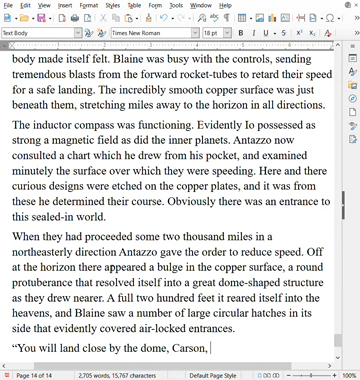 File Edit View Insert Format Styles Table Form Tools Window Help
Text Body Times New Roman 18 pt
body made itself felt. Blaine was busy with the controls, sending
tremendous blasts from the forward rocket-tubes to retard their speed
for a safe landing. The incredibly smooth copper surface was just
beneath them, stretching miles away to the horizon in all directions.
The inductor compass was functioning. Evidently Io possessed as
strong a magnetic field as did the inner planets. Antazzo now
consulted a chart which he drew from his pocket, and examined
minutely the surface over which they were speeding. Here and there
curious designs were etched on the copper plates, and it was from
these he determined their course. Obviously there was an entrance to
this sealed-in world.
When they had proceeded some two thousand miles in a
northeasterly direction Antazzo gave the order to reduce speed. Off
at the horizon there appeared a bulge in the copper surface, a round
protuberance that resolved itself into a great dome-shaped structure
as they drew nearer. A full two hundred feet it reared itself into the
heavens, and Blaine saw a number of large circular hatches in its
side that evidently covered air-locked entrances.
“You will land close by the dome, Carson,
Page 14 of 14 2,705 words, 15,767 characters Default Page Style